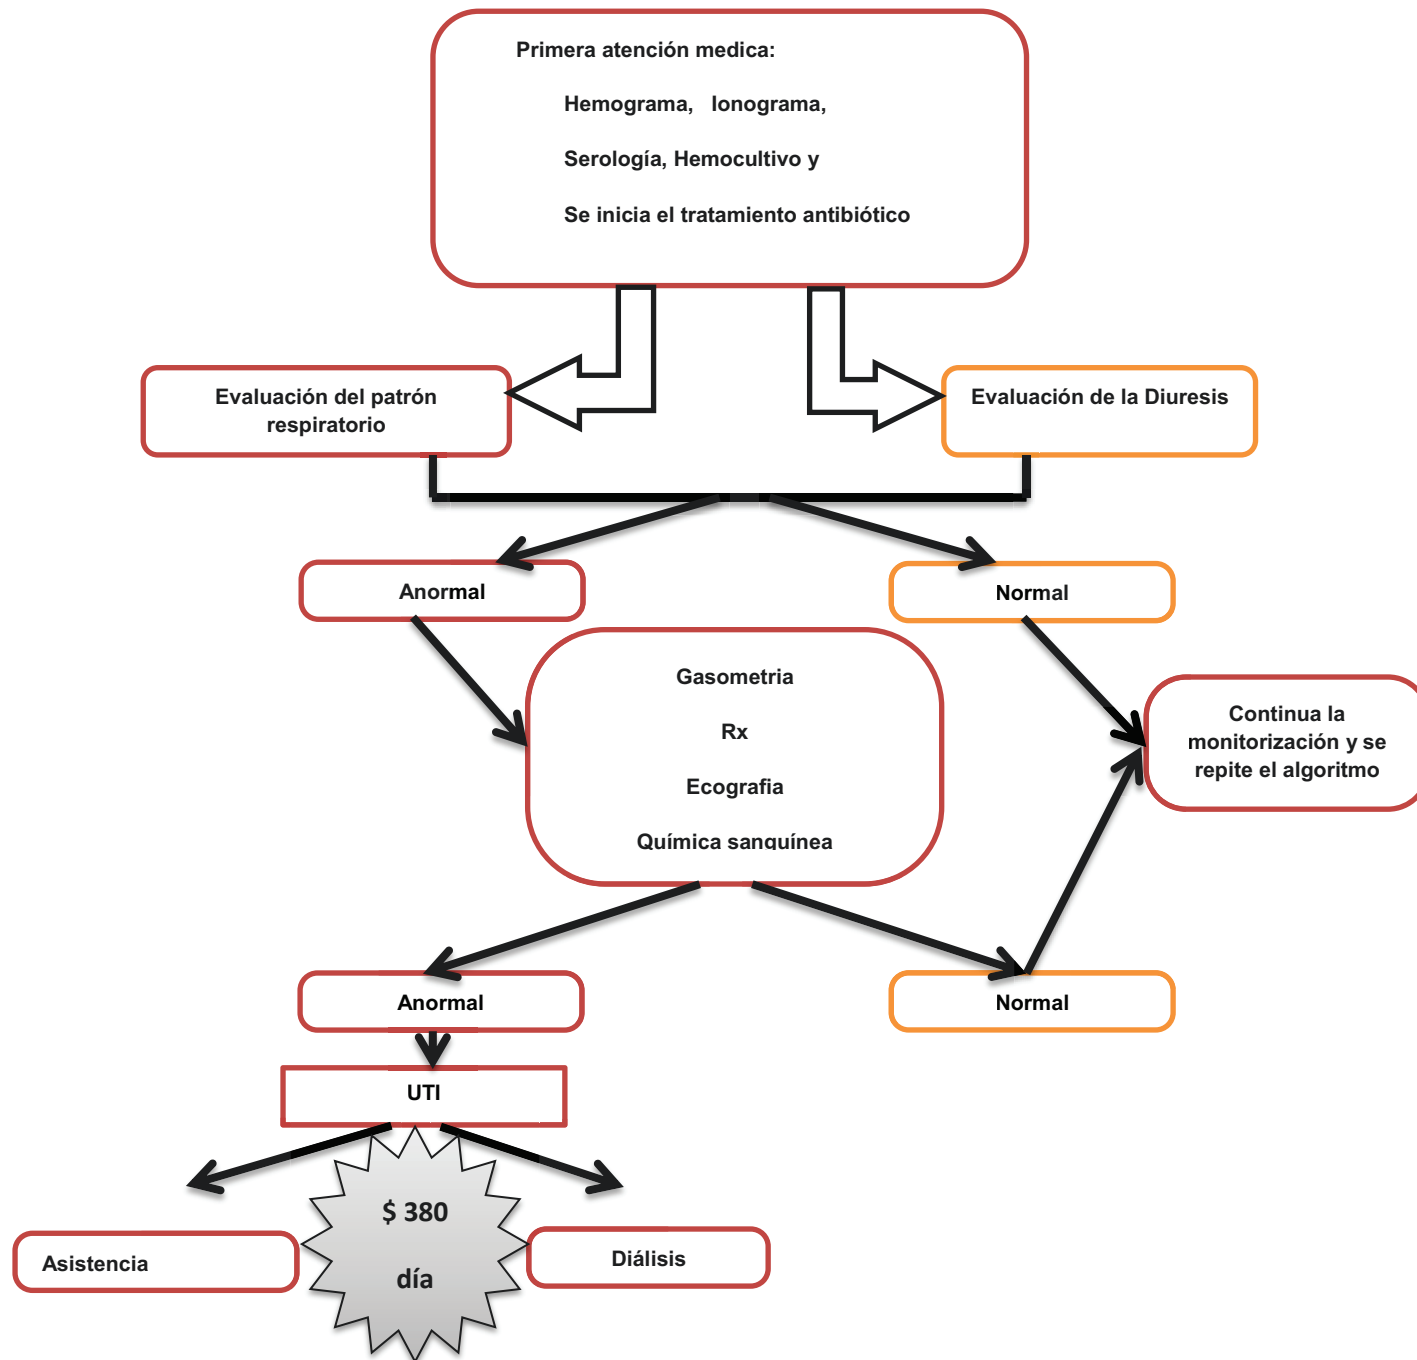 Primera atención medica:
Hemograma, Ionograma,
Serología, Hemocultivo y
Se inicia el tratamiento antibiótico
Evaluación del patrón
respiratorio
Evaluación de la Diuresis
Anormal
Normal
Gasometria
Rx
Ecografia
Química sanguínea
Continua la
monitorización y se
repite el algoritmo
Anormal
Normal
UTI
$ 380
día
Asistencia
Diálisis